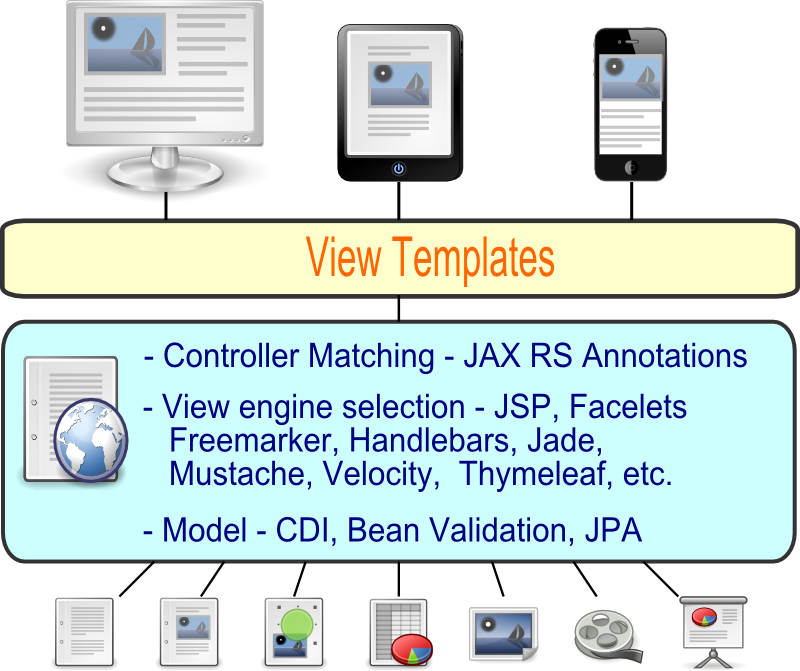 View Templates
- Controller Matching - JAX RS Annotations
- View engine selection - JSP, Facelets
Freemarker, Handlebars, Jade,
Mustache, Velocity, Thymeleaf, etc.
- Model - CDI, Bean Validation, JPA